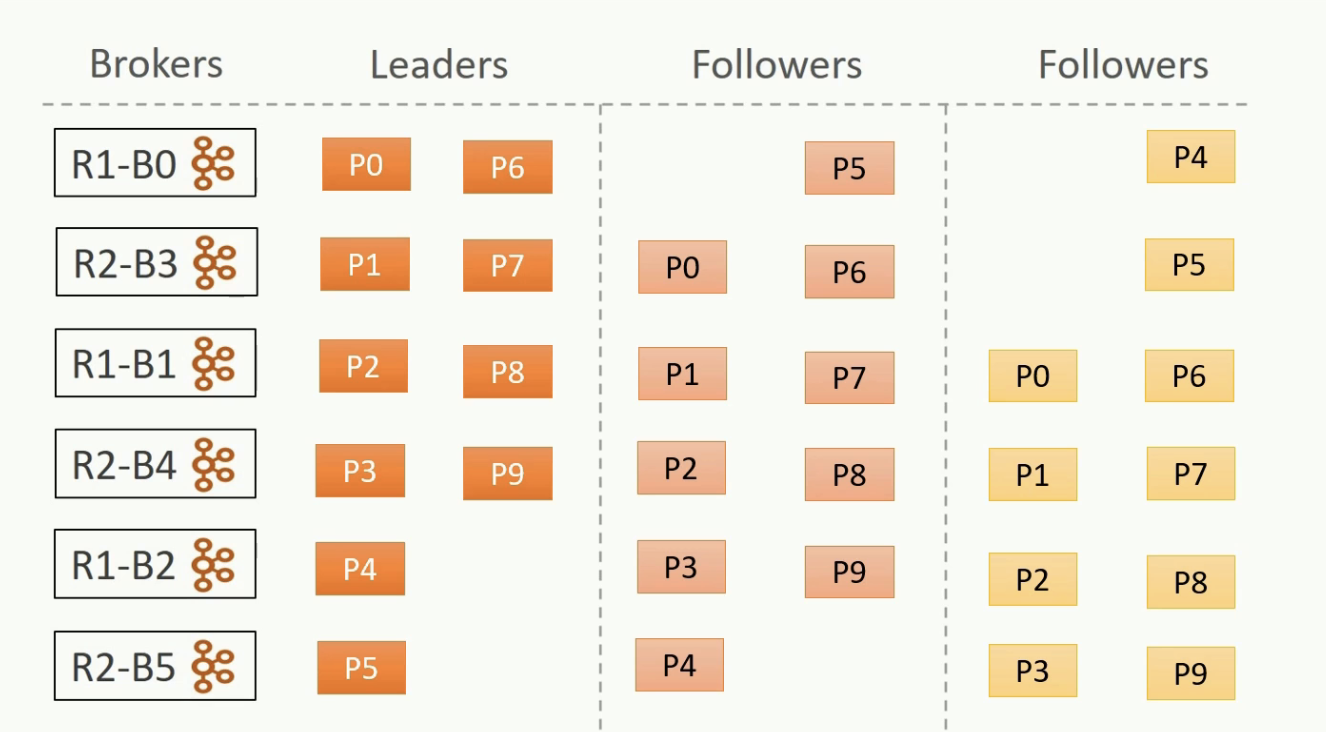 Brokers Leaders Followers Followers
R1-B0 P0 P6 P5 P4
R2-B3 P1 P7 P0 P6 P5
R1-B1 P2 P8 P1 P7 P0 P6
R2-B4 P3 P9 P2 P8 P1 P7
R1-B2 P4 P3 P9 P2 P8
R2-B5 P5 P4 P3 P9